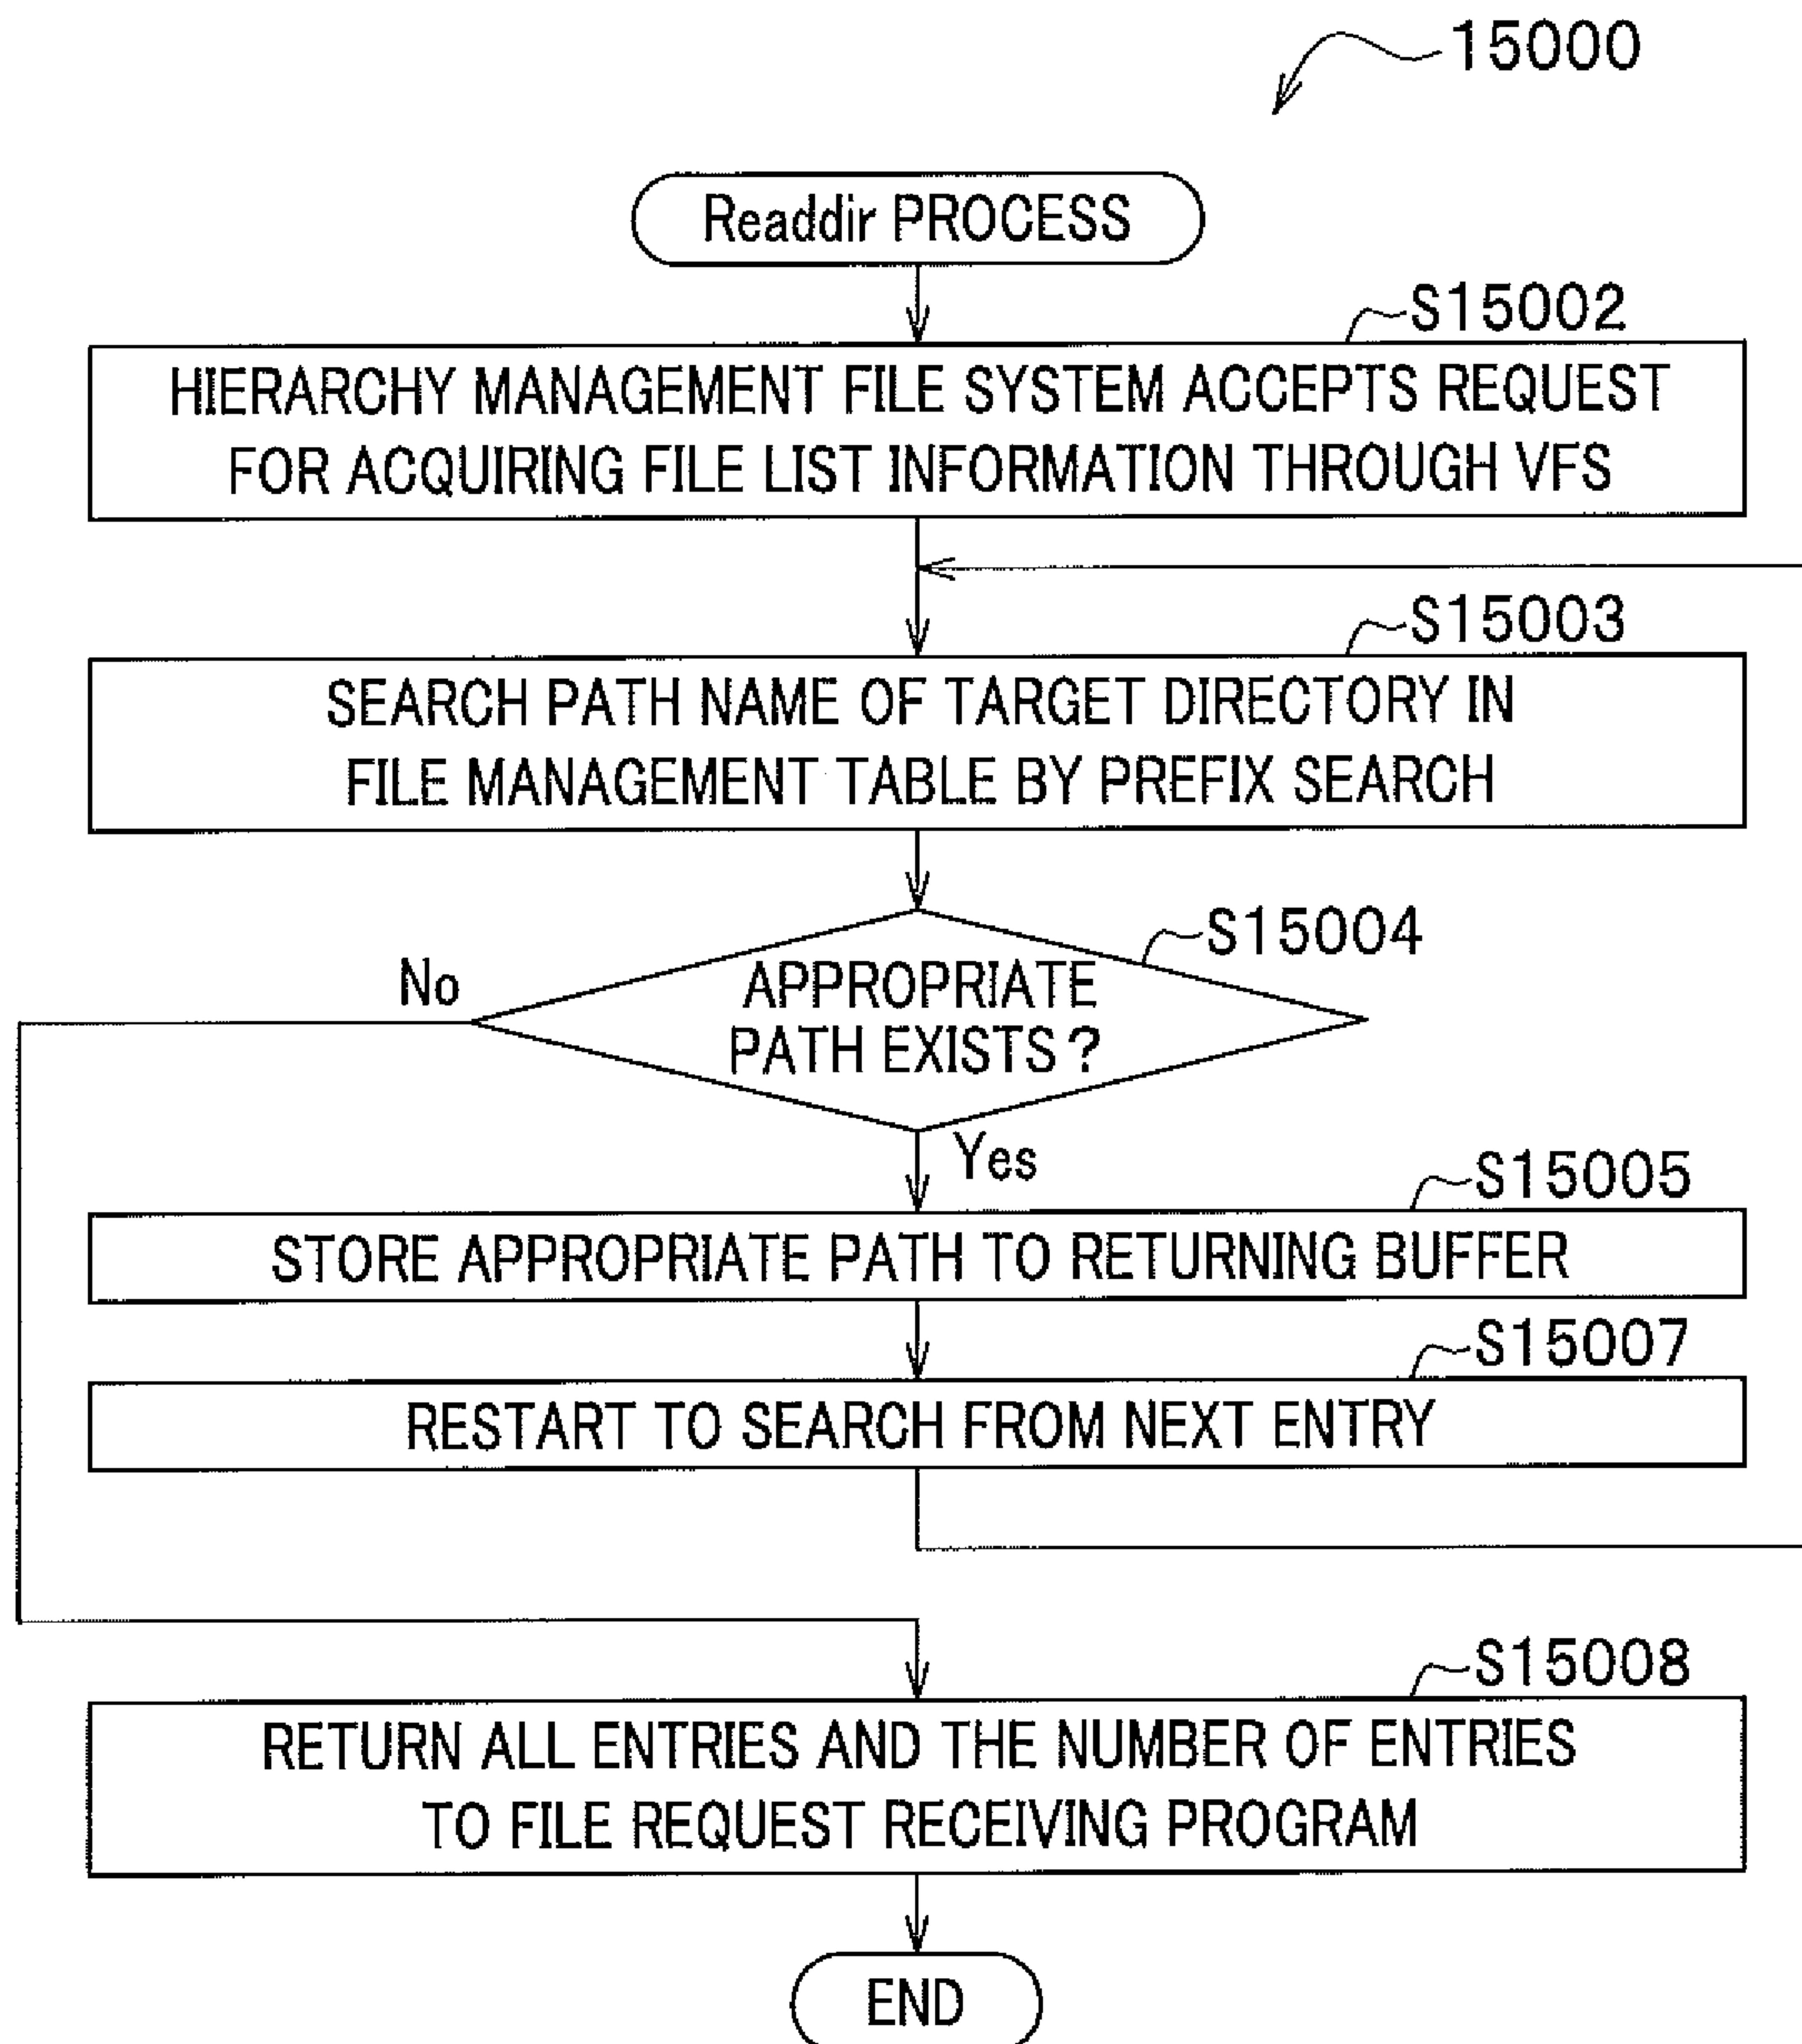 15000
Readdir PROCESS
S15002
HIERARCHY MANAGEMENT FILE SYSTEM ACCEPTS REQUEST
FOR ACQUIRING FILE LIST INFORMATION THROUGH VFS
S15003
SEARCH PATH NAME OF TARGET DIRECTORY IN
FILE MANAGEMENT TABLE BY PREFIX SEARCH
S15004
No
APPROPRIATE
PATH EXISTS?
Yes
S15005
STORE APPROPRIATE PATH TO RETURNING BUFFER
S15007
RESTART TO SEARCH FROM NEXT ENTRY
S15008
RETURN ALL ENTRIES AND THE NUMBER OF ENTRIES
TO FILE REQUEST RECEIVING PROGRAM
END